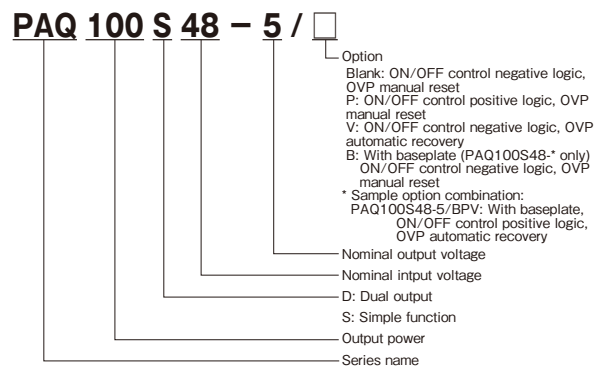 PAQ 100 S 48 − 5 / □
Option
Blank: ON/OFF control negative logic,
OVP manual reset
P: ON/OFF control positive logic, OVP
manual reset
V: ON/OFF control negative logic, OVP
automatic recovery
B: With baseplate (PAQ100S48-* only)
ON/OFF control negative logic, OVP
manual reset
* Sample option combination:
PAQ100S48-5/BPV: With baseplate,
ON/OFF control positive logic,
OVP automatic recovery
Nominal output voltage
Nominal intput voltage
D: Dual output
S: Simple function
Output power
Series name